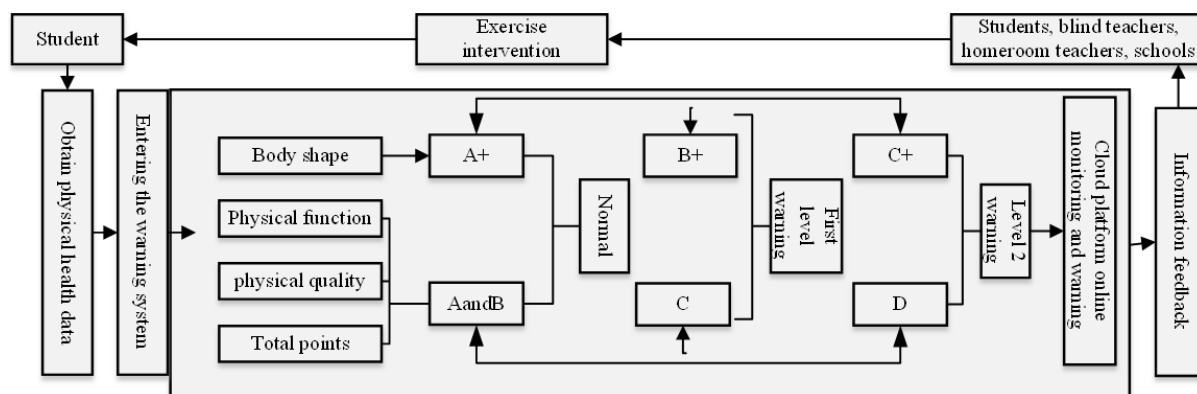 Student
Exercise
intervention
Students, blind teachers,
homeroom teachers, schools
Obtain physical health data
Entering the warning system
Body shape
Physical function
physical quality
Total points
A+
AandB
Normal
B+
C
First
level
warning
C+
D
Level 2
warning
Cloud platform online
monitoring and warning
Information feedback